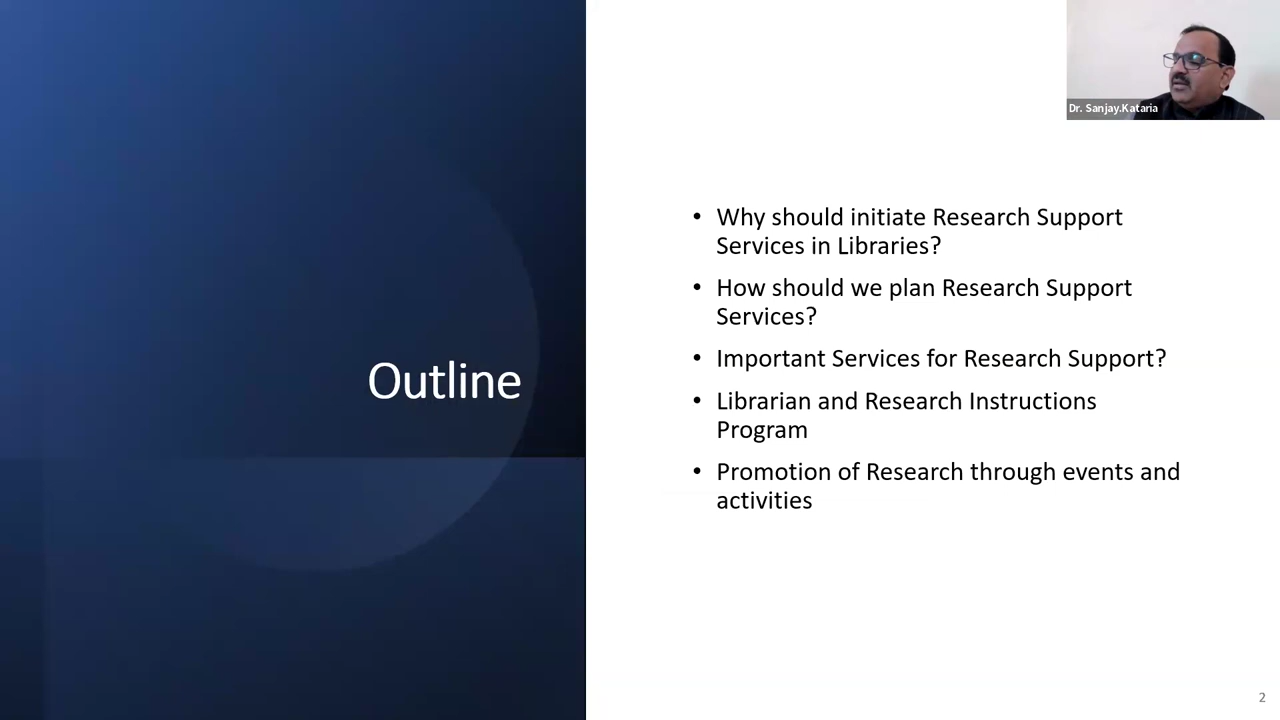 Dr. Sanjay.Kataria
Outline
• Why should initiate Research Support
Services in Libraries?
• How should we plan Research Support
Services?
• Important Services for Research Support?
• Librarian and Research Instructions
Program
• Promotion of Research through events and
activities
2